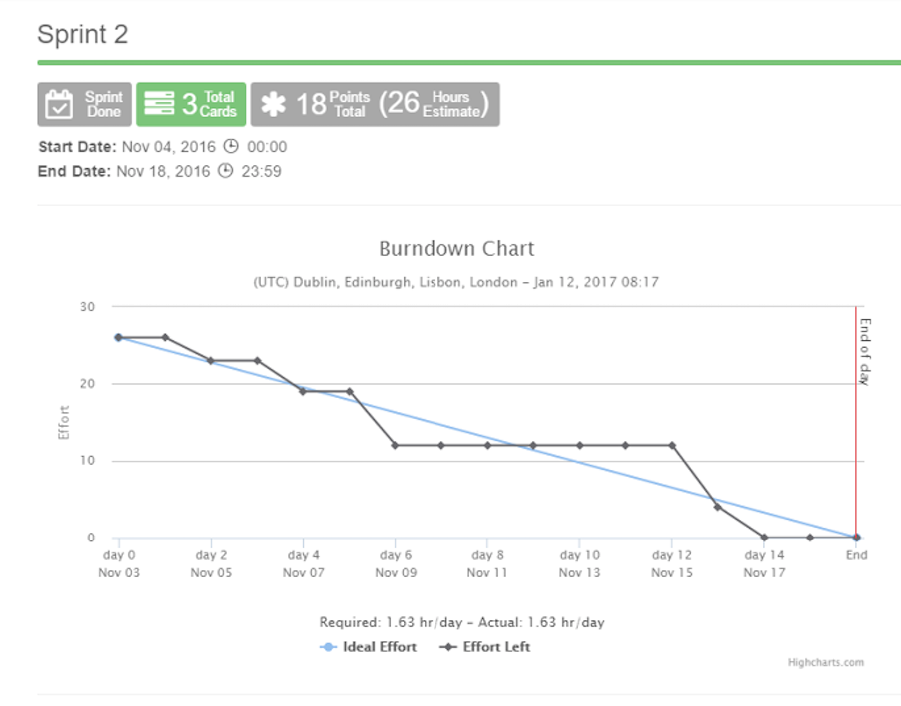 Sprint 2
Sprint Done
3 Total Cards
18 Points Total (26 Hours Estimate)
Start Date: Nov 04, 2016 00:00
End Date: Nov 18, 2016 23:59
Burndown Chart
(UTC) Dublin, Edinburgh, Lisbon, London – Jan 12, 2017 08:17
30
20
10
0
Effort
End of day
day 0 day 2 day 4 day 6 day 8 day 10 day 12 day 14 End
Nov 03 Nov 05 Nov 07 Nov 09 Nov 11 Nov 13 Nov 15 Nov 17
Required: 1.63 hr/day – Actual: 1.63 hr/day
Ideal Effort Effort Left
Highcharts.com